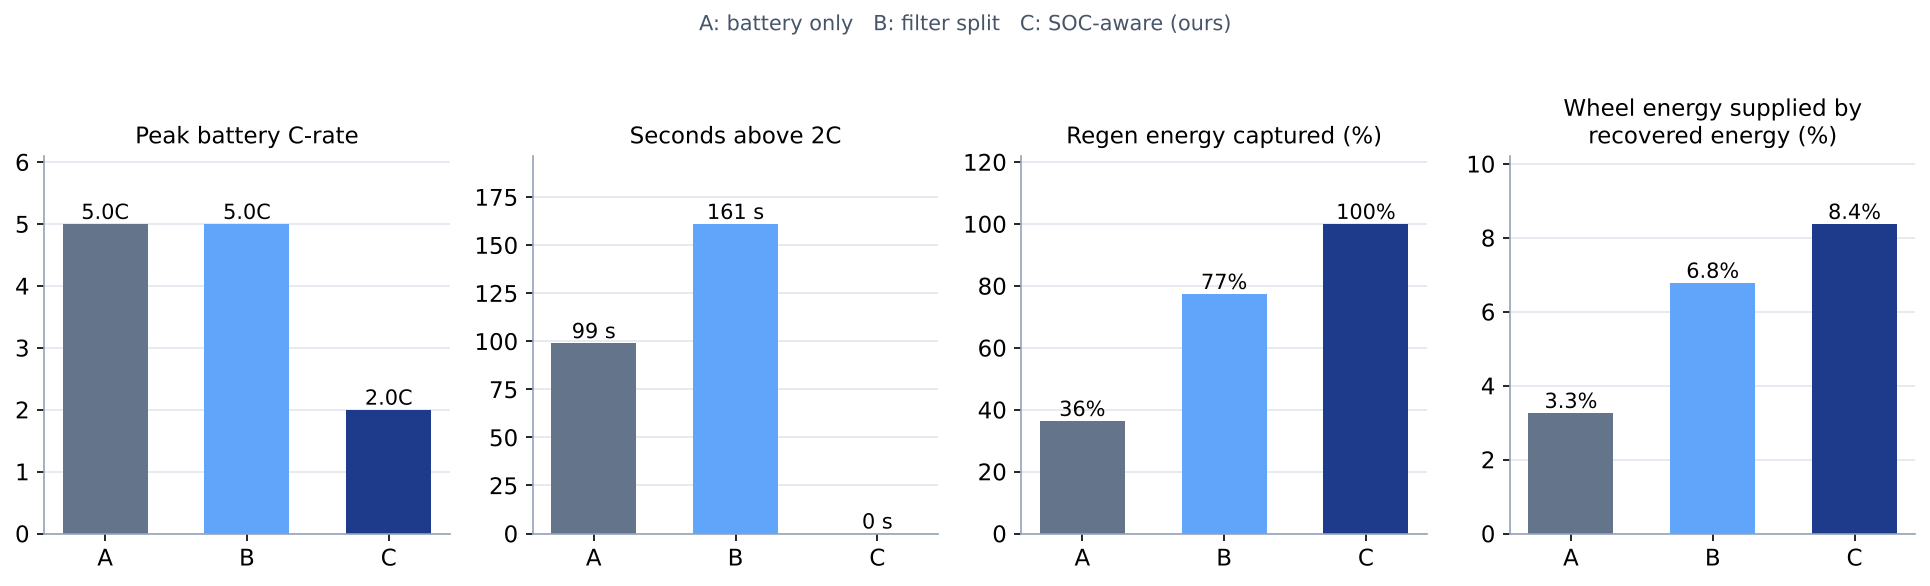 A: battery only   B: filter split   C: SOC-aware (ours)
Peak battery C-rate
6
5
4
3
2
1
0
5.0C
5.0C
2.0C
A B C
Seconds above 2C
175
150
125
100
75
50
25
0
99 s
161 s
0 s
A B C
Regen energy captured (%)
120
100
80
60
40
20
0
36%
77%
100%
A B C
Wheel energy supplied by
recovered energy (%)
10
8
6
4
2
0
3.3%
6.8%
8.4%
A B C